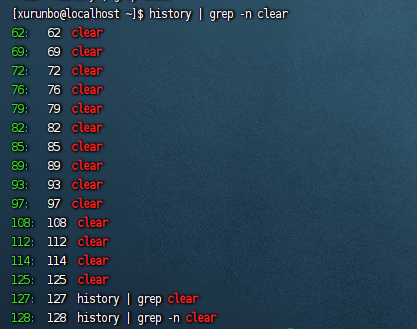 [xurunbo@localhost ~]$ history | grep -n clear
62:   62  clear
69:   69  clear
72:   72  clear
76:   76  clear
79:   79  clear
82:   82  clear
85:   85  clear
89:   89  clear
93:   93  clear
97:   97  clear
108:  108  clear
112:  112  clear
114:  114  clear
125:  125  clear
127:  127  history | grep clear
128:  128  history | grep -n clear